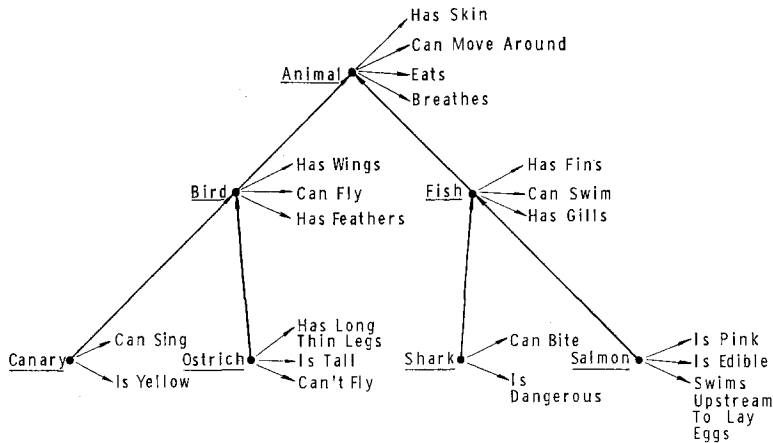 Has Skin
Can Move Around
Animal
Eats
Breathes
Has Wings
Bird
Can Fly
Has Feathers
Has Fins
Fish
Can Swim
Has Gills
Canary
Can Sing
Is Yellow
Ostrich
Has Long
Thin Legs
Is Tall
Can't Fly
Shark
Can Bite
Is
Dangerous
Salmon
Is Pink
Is Edible
Swims
Upstream
To Lay
Eggs